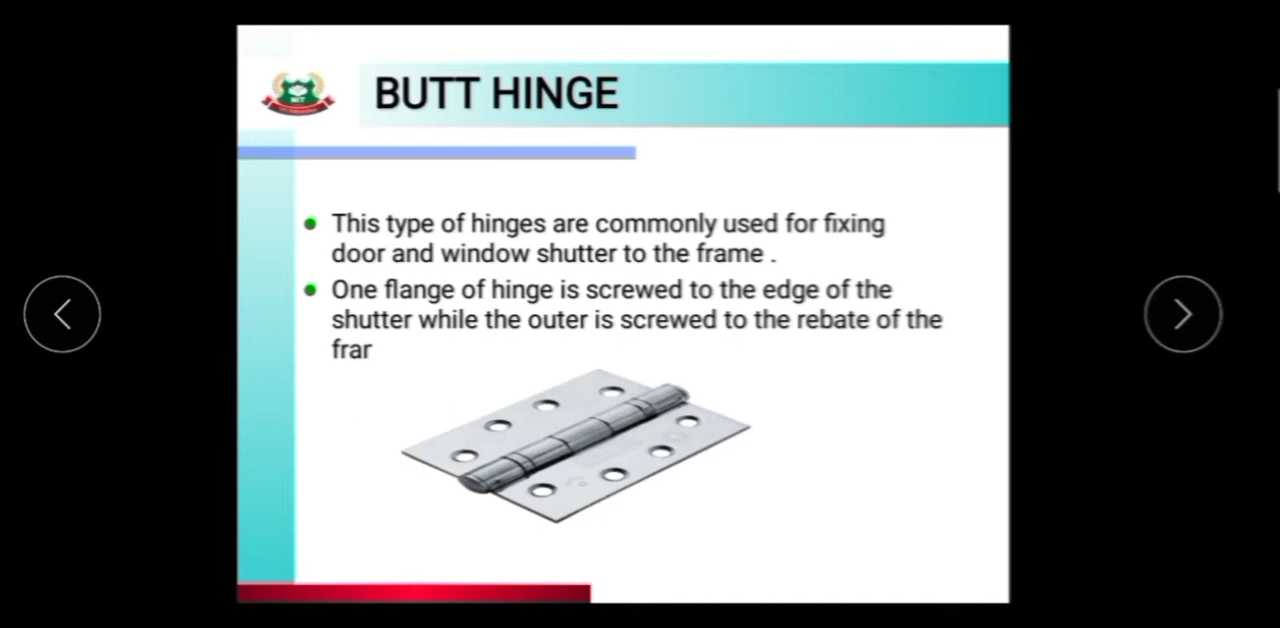 BUTT HINGE
This type of hinges are commonly used for fixing
door and window shutter to the frame .
One flange of hinge is screwed to the edge of the
shutter while the outer is screwed to the rebate of the
frar